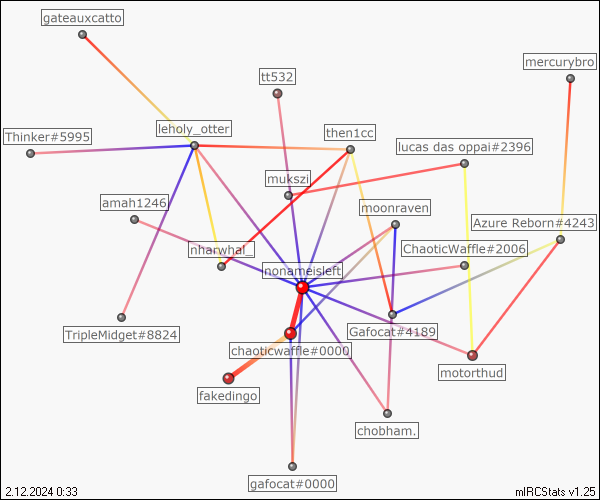 gateauxcatto
mercurybro
tt532
Thinker#5995
leholy_otter
then1cc
lucas das oppai#2396
mukszi
amah1246
moonraven
Azure Reborn#4243
nharwhal_
ChaoticWaffle#2006
nonameisleft
TripleMidget#8824
Gafocat#4189
chaoticwaffle#0000
motorthud
fakedingo
chobham.
gafocat#0000
2.12.2024 0:33
mIRCStats v1.25